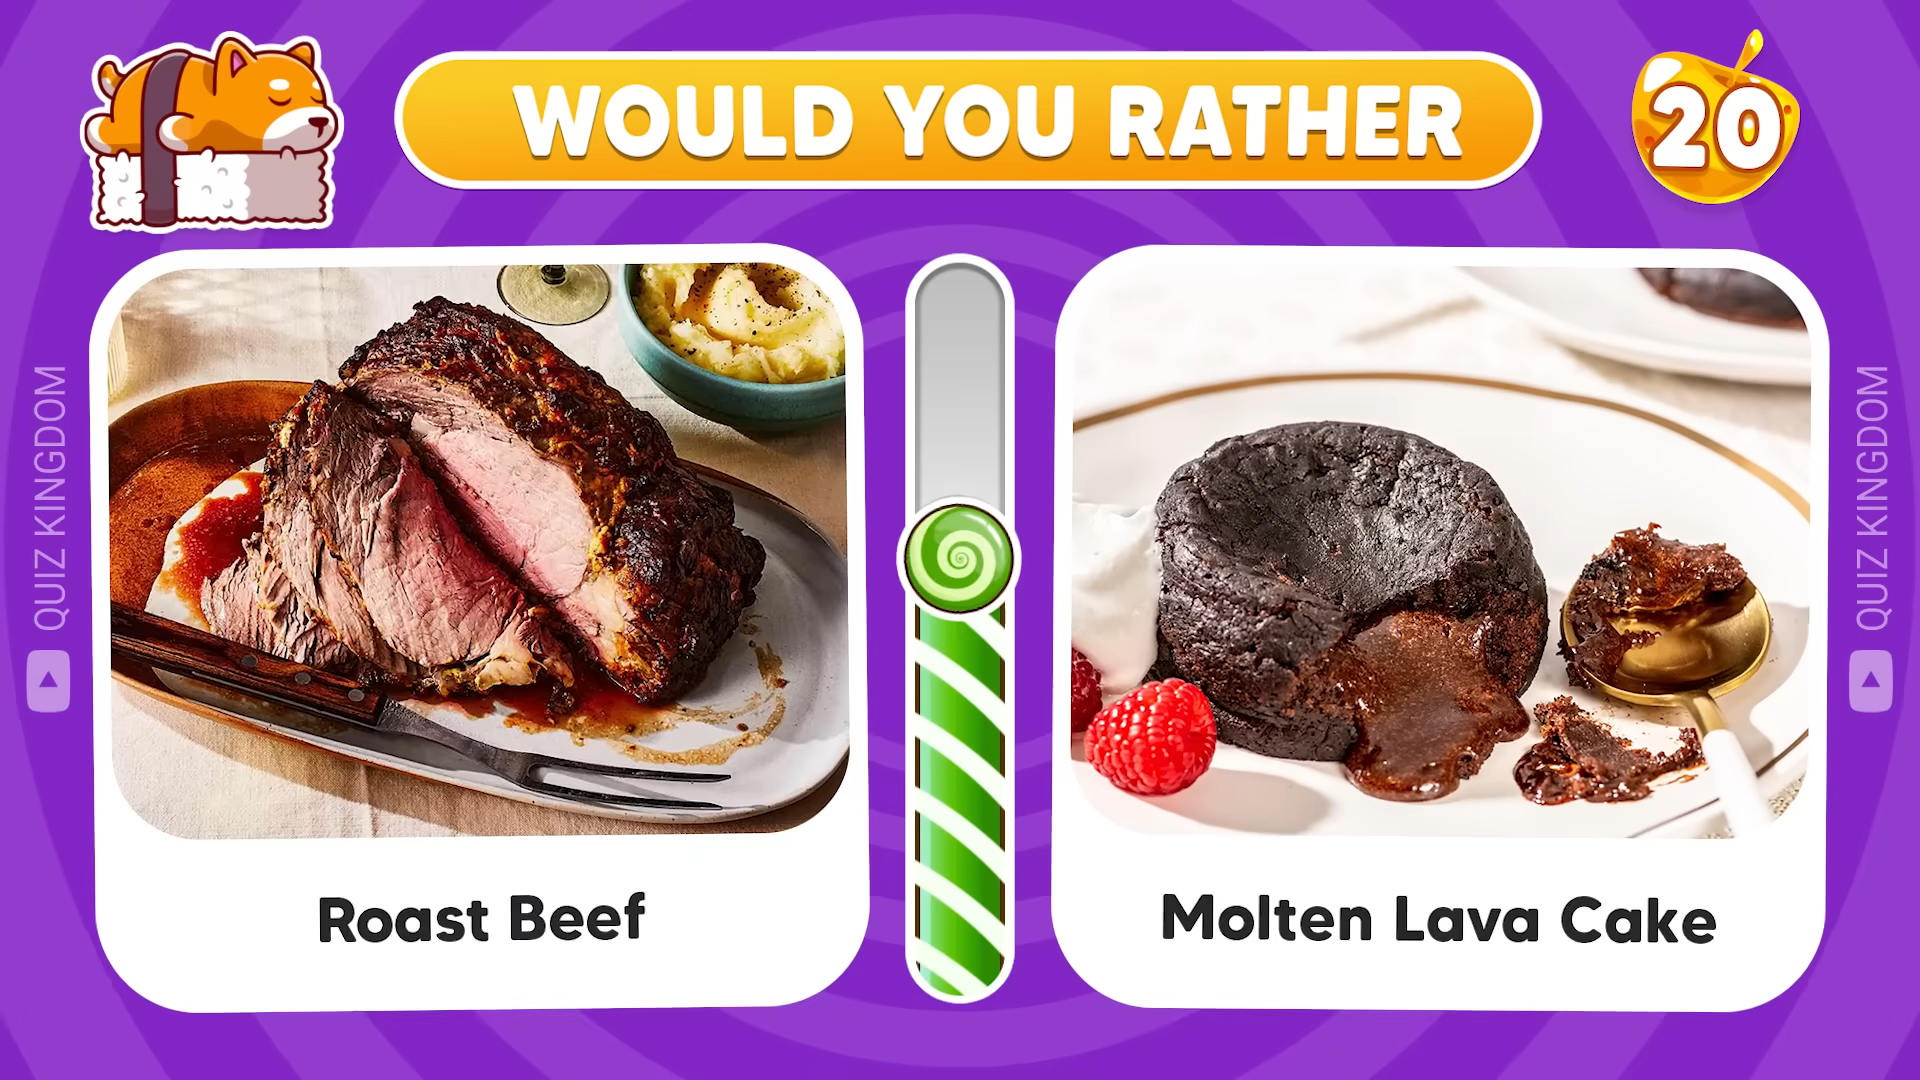 WOULD YOU RATHER
20
QUIZ KINGDOM
QUIZ KINGDOM
Roast Beef
Molten Lava Cake